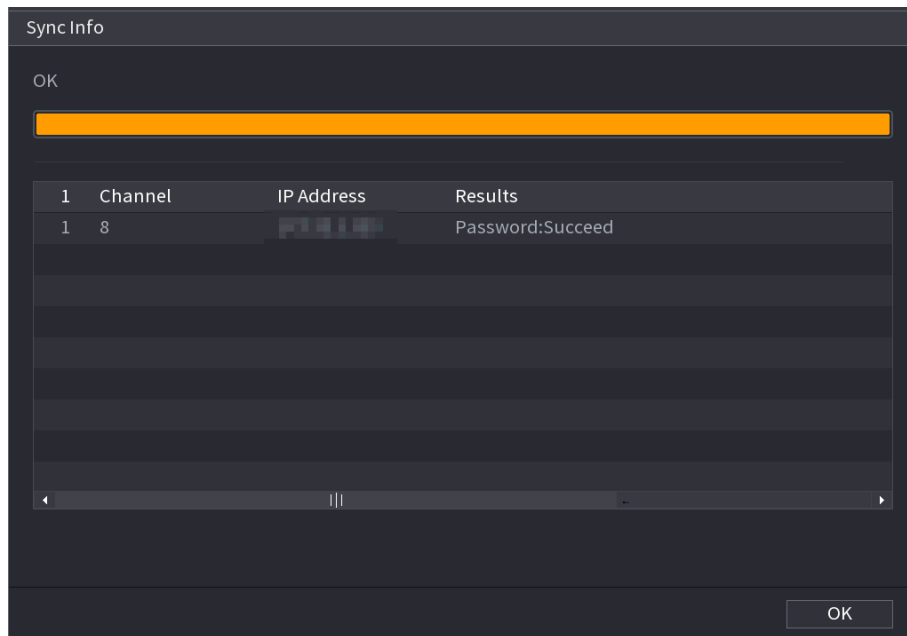 Sync Info
OK
1 Channel IP Address Results
1 8 Password:Succeed
OK